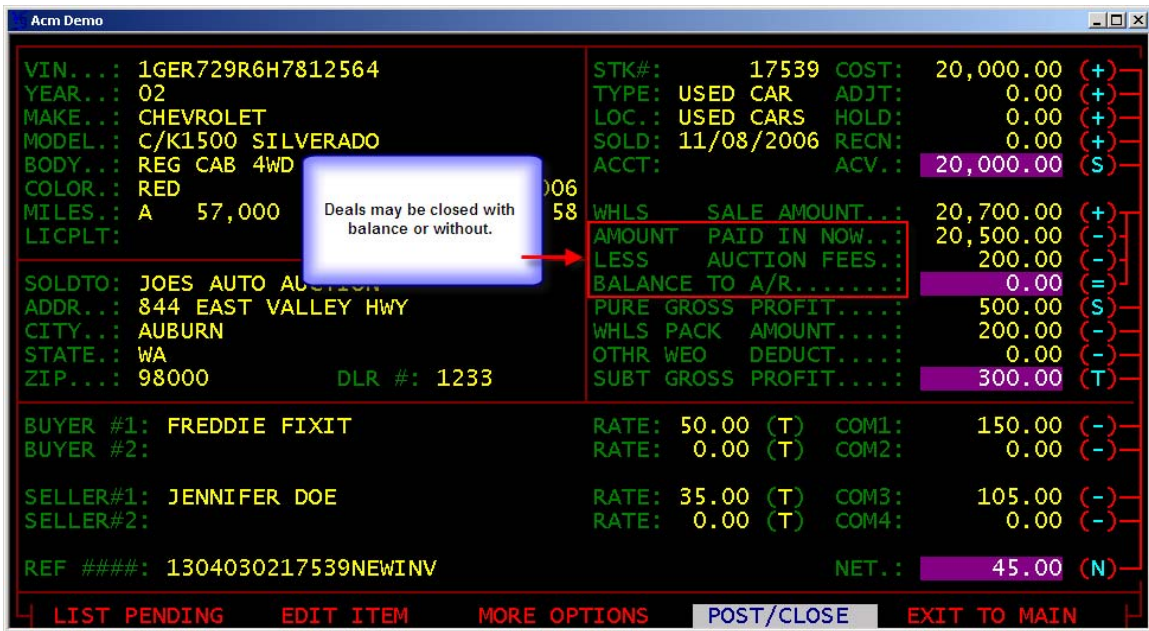 Acm Demo
VIN...: 1GER729R6H7812564 STK#: 17539 COST: 20,000.00 (+)
YEAR..: 02 TYPE: USED CAR ADJT: 0.00 (+)
MAKE..: CHEVROLET LOC.: USED CARS HOLD: 0.00 (+)
MODEL.: C/K1500 SILVERADO SOLD: 11/08/2006 RECN: 0.00 (+)
BODY..: REG CAB 4WD ACCT: ACV.: 20,000.00 (S)
COLOR.: RED 006
MILES.: A 57,000 58 WHLS SALE AMOUNT..: 20,700.00 (+)
LICPLT: AMOUNT PAID IN NOW..: 20,500.00 (-)
Deals may be closed with
balance or without.
LESS AUCTION FEES.: 200.00 (-)
SOLDTO: JOES AUTO AUCTION BALANCE TO A/R.......: 0.00 (=)
ADDR..: 844 EAST VALLEY HWY PURE GROSS PROFIT....: 500.00 (S)
CITY..: AUBURN WHLS PACK AMOUNT....: 200.00 (-)
STATE.: WA OTHR WEO DEDUCT....: 0.00 (-)
ZIP...: 98000 DLR #: 1233 SUBT GROSS PROFIT....: 300.00 (T)
BUYER #1: FREDDIE FIXIT RATE: 50.00 (T) COM1: 150.00 (-)
BUYER #2: RATE: 0.00 (T) COM2: 0.00 (-)
SELLER#1: JENNIFER DOE RATE: 35.00 (T) COM3: 105.00 (-)
SELLER#2: RATE: 0.00 (T) COM4: 0.00 (-)
REF ####: 1304030217539NEWINV NET.: 45.00 (N)
LIST PENDING EDIT ITEM MORE OPTIONS POST/CLOSE EXIT TO MAIN